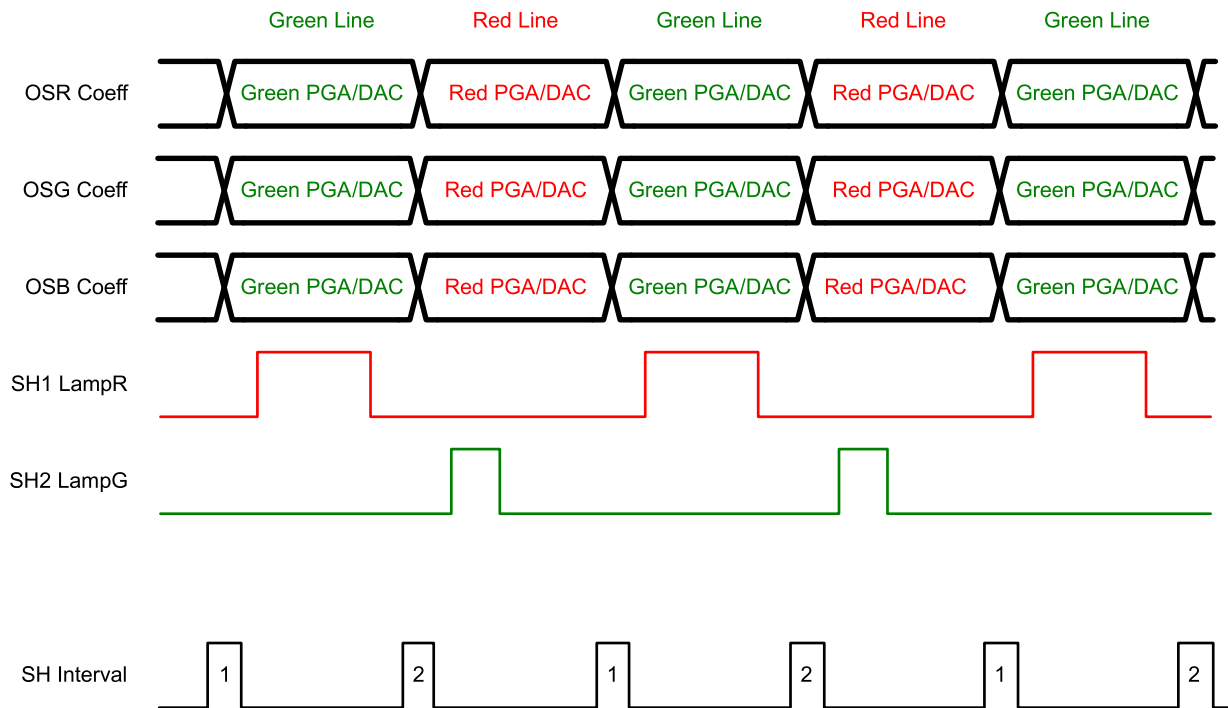 Green Line Red Line Green Line Red Line Green Line
OSR Coeff Green PGA/DAC Red PGA/DAC Green PGA/DAC Red PGA/DAC Green PGA/DAC
OSG Coeff Green PGA/DAC Red PGA/DAC Green PGA/DAC Red PGA/DAC Green PGA/DAC
OSB Coeff Green PGA/DAC Red PGA/DAC Green PGA/DAC Red PGA/DAC Green PGA/DAC
SH1 LampR
SH2 LampG
SH Interval 1 2 1 2 1 2